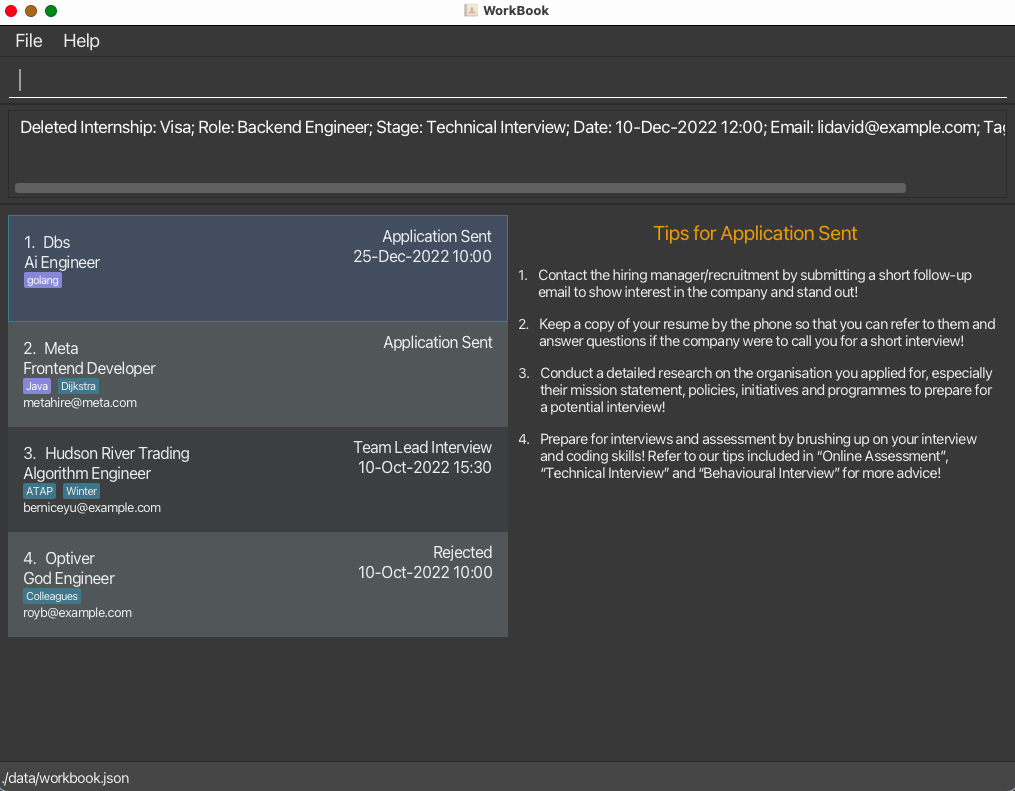 WorkBook
File Help
Deleted Internship: Visa; Role: Backend Engineer; Stage: Technical Interview; Date: 10-Dec-2022 12:00; Email: lidavid@example.com;
1. Dbs
Application Sent
Ai Engineer
25-Dec-2022 10:00
golang
2. Meta
Application Sent
Frontend Developer
Java Dijkstra
metahire@meta.com
3. Hudson River Trading
Team Lead Interview
Algorithm Engineer
10-Oct-2022 15:30
ATAP Winter
berniceyu@example.com
4. Optiver
Rejected
God Engineer
10-Oct-2022 10:00
Colleagues
royb@example.com
Tips for Application Sent
1. Contact the hiring manager/recruitment by submitting a short follow-up
email to show interest in the company and stand out!
2. Keep a copy of your resume by the phone so that you can refer to them and
answer questions if the company were to call you for a short interview!
3. Conduct a detailed research on the organisation you applied for, especially
their mission statement, policies, initiatives and programmes to prepare for
a potential interview!
4. Prepare for interviews and assessment by brushing up on your interview
and coding skills! Refer to our tips included in “Online Assessment”,
“Technical Interview” and “Behavioural Interview” for more advice!
./data/workbook.json